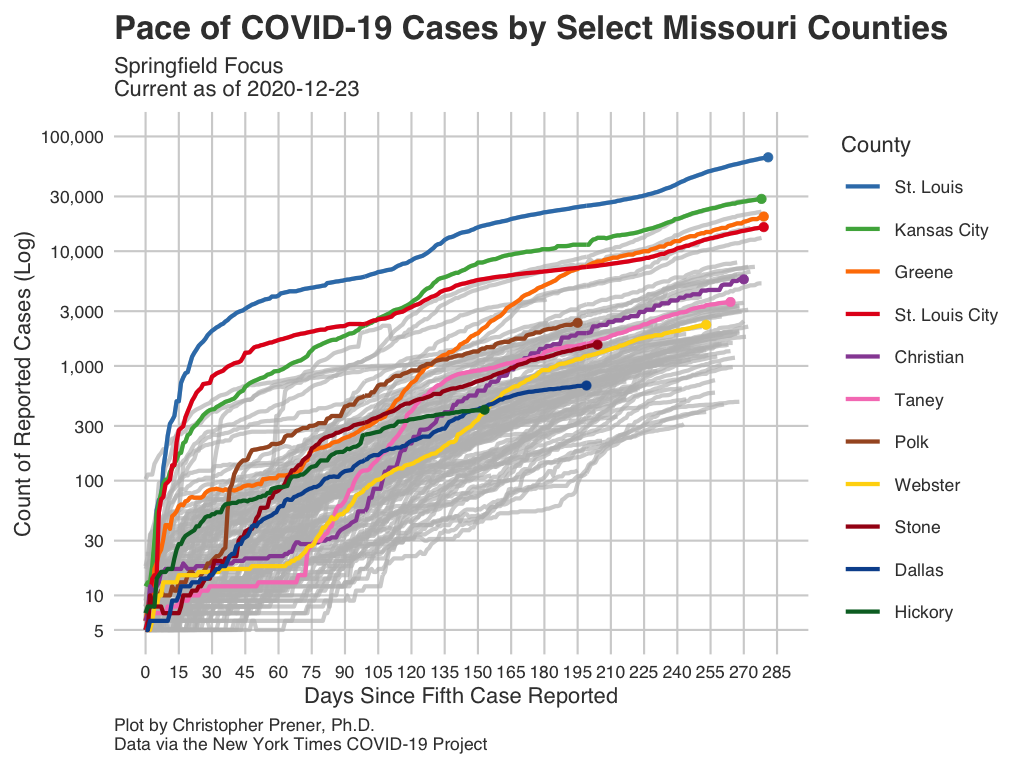 Pace of COVID-19 Cases by Select Missouri Counties
Springfield Focus
Current as of 2020-12-23
Count of Reported Cases (Log)
100,000
30,000
10,000
3,000
1,000
300
100
30
10
5
0 15 30 45 60 75 90 105 120 135 150 165 180 195 210 225 240 255 270 285
Days Since Fifth Case Reported
County
St. Louis
Kansas City
Greene
St. Louis City
Christian
Taney
Polk
Webster
Stone
Dallas
Hickory
Plot by Christopher Prener, Ph.D.
Data via the New York Times COVID-19 Project